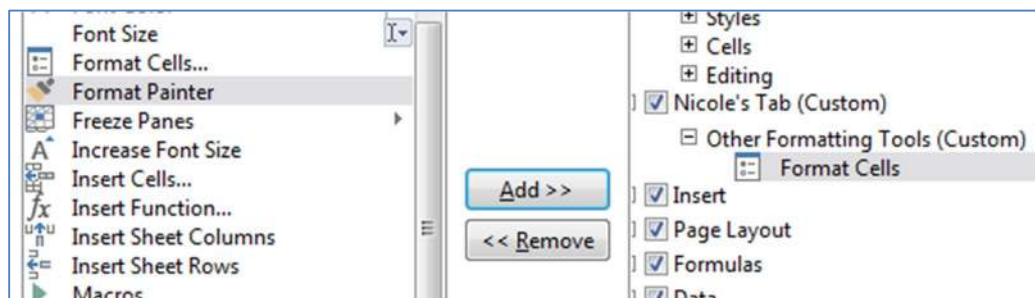 Font Size
Format Cells...
Format Painter
Freeze Panes
Increase Font Size
Insert Cells...
Insert Function...
Insert Sheet Columns
Insert Sheet Rows
Macros
Add >>
<< Remove
Styles
Cells
Editing
Nicole's Tab (Custom)
Other Formatting Tools (Custom)
Format Cells
Insert
Page Layout
Formulas
Data